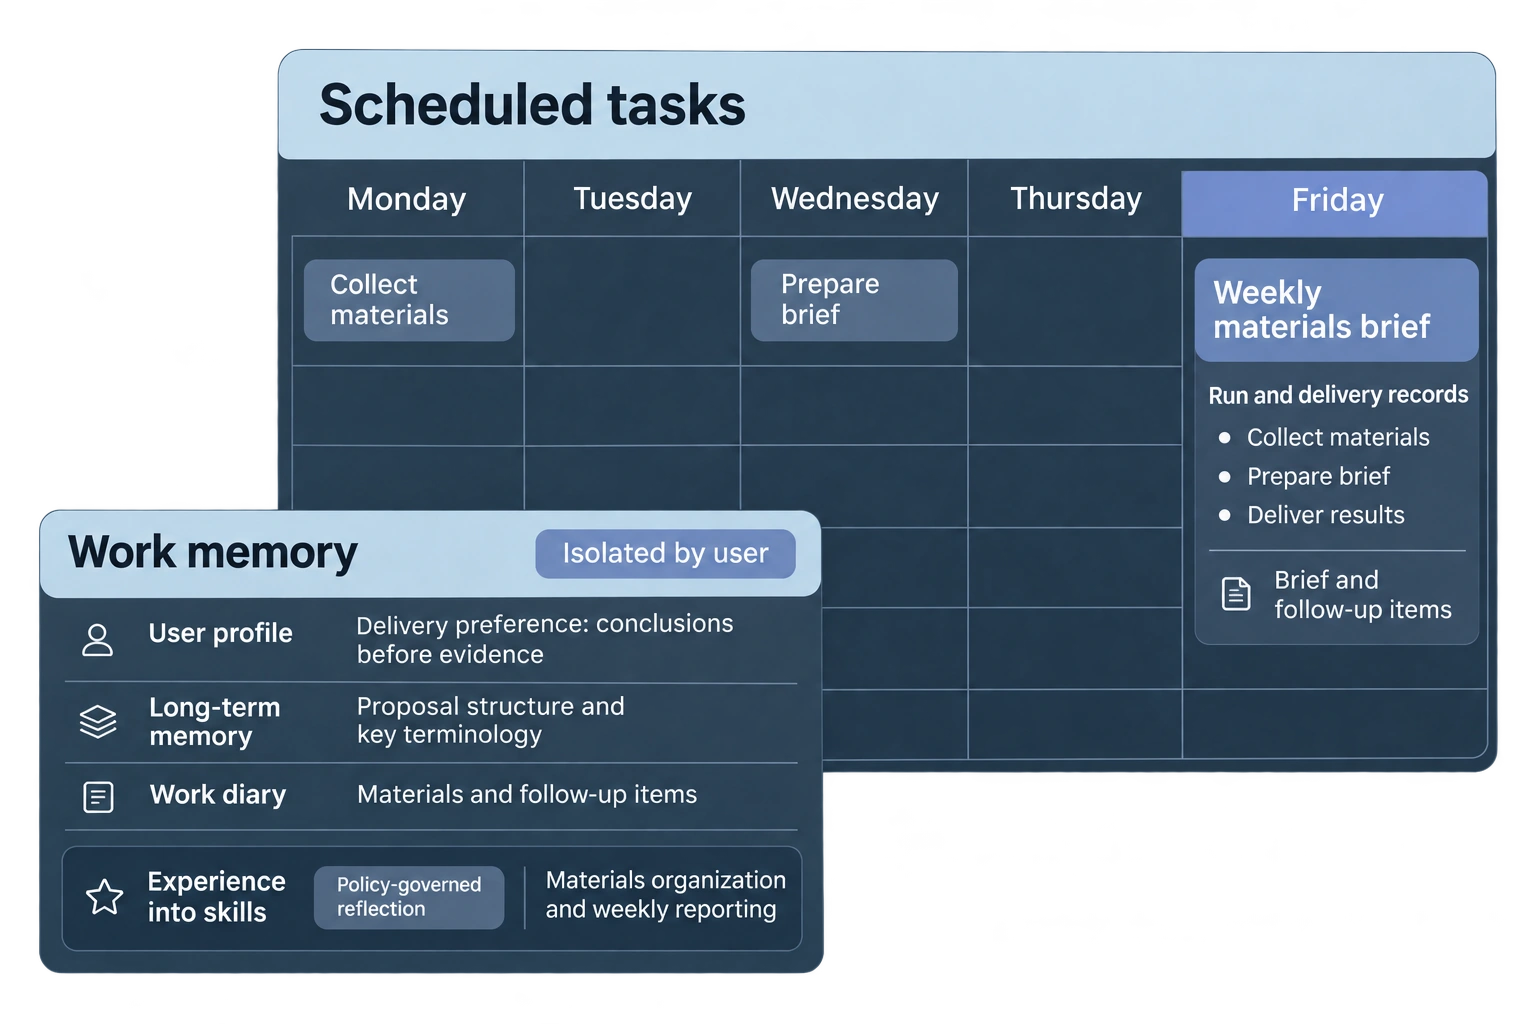 Scheduled tasks
Monday
Tuesday
Wednesday
Thursday
Friday
Collect
materials
Prepare
brief
Weekly
materials brief
Run and delivery records
Collect materials
Prepare brief
Deliver results
Brief and
follow-up items
Work memory
Isolated by user
User profile
Delivery preference: conclusions
before evidence
Long-term
memory
Proposal structure and
key terminology
Work diary
Materials and follow-up items
Experience
into skills
Policy-governed
reflection
Materials organization
and weekly reporting